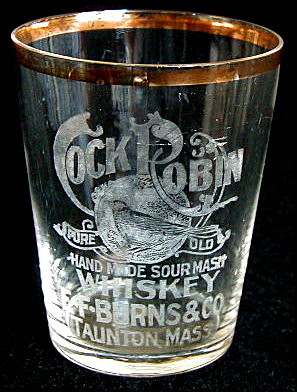 COCK ROBIN
PURE OLD
HAND MADE SOUR MASH
WHISKEY
F. BURNS & CO.
TAUNTON, MASS.